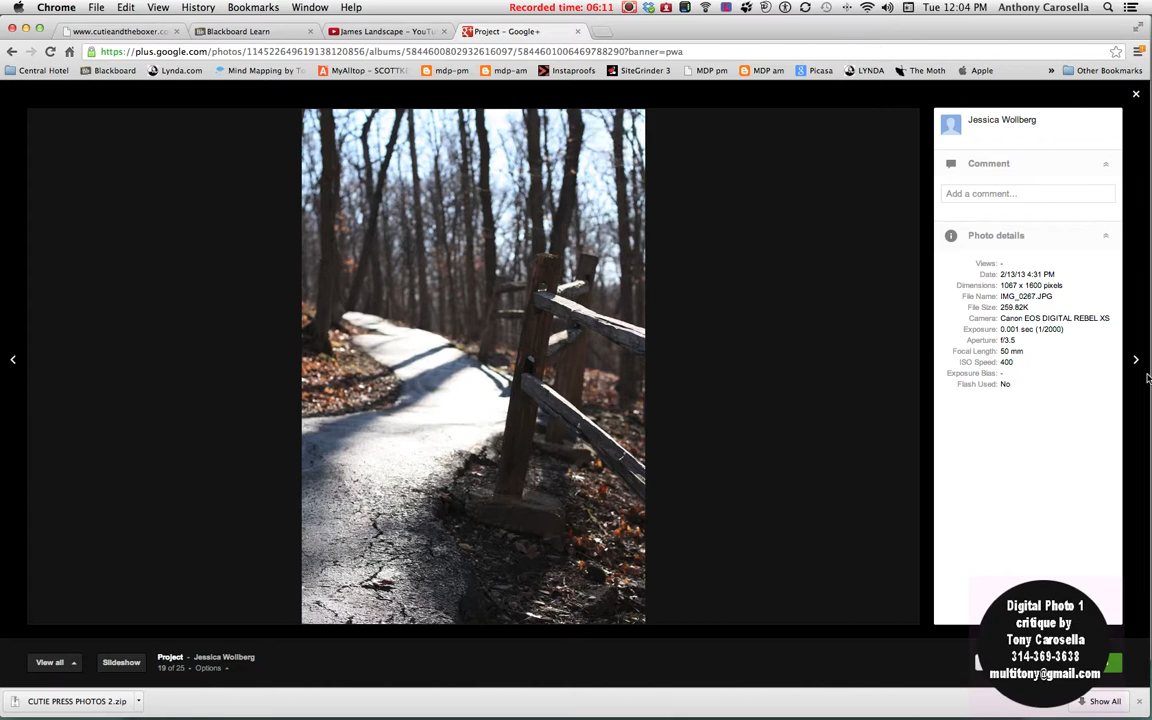 Chrome File Edit View History Bookmarks Window Help Recorded time: 06:11 Tue 12:04 PM Anthony Carosella
www.cutieandtheboxer.co Blackboard Learn James Landscape – YouT Project - Google+
https://plus.google.com/photos/114522649619138120856/albums/5844600802932616097/5844601006469788290?banner=pwa
Central Hotel Blackboard Lynda.com Mind Mapping by To MyAlltop - SCOTTK mdp-pm mdp-am Instaproofs SiteGrinder 3 MDP pm MDP am Picasa LYNDA The Moth Apple » Other Bookmarks
Jessica Wollberg
Comment
Add a comment...
Photo details
Views: -
Date: 2/13/13 4:31 PM
Dimensions: 1067 x 1600 pixels
File Name: IMG_0267.JPG
File Size: 259.82K
Camera: Canon EOS DIGITAL REBEL XS
Exposure: 0.001 sec (1/2000)
Aperture: f/3.5
Focal Length: 50 mm
ISO Speed: 400
Exposure Bias: -
Flash Used: No
Digital Photo 1
critique by
Tony Carosella
314-369-3638
multitony@gmail.com
View all Slideshow Project - Jessica Wollberg
19 of 25 - Options -
CUTIE PRESS PHOTOS 2.zip Show All